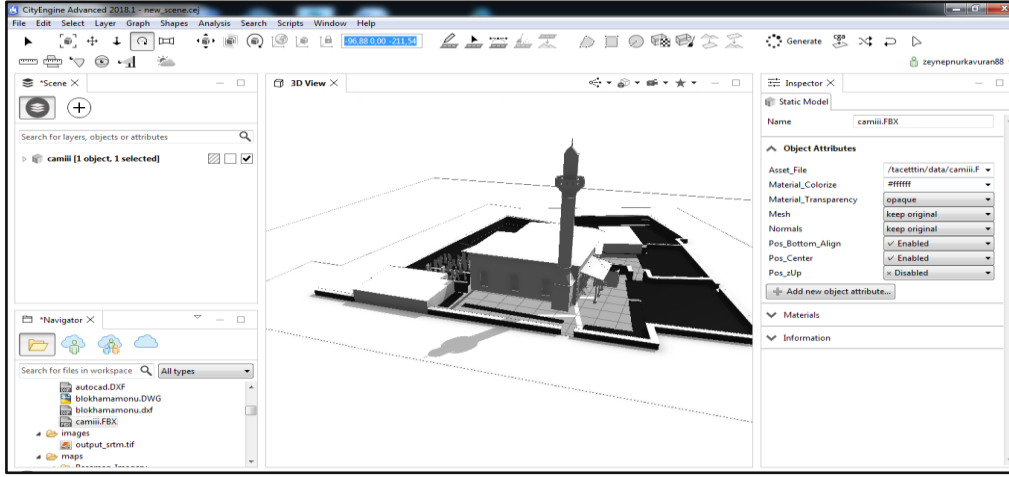 CityEngine Advanced 2018.1 - new_scene.cej
File Edit Select Layer Graph Shapes Analysis Search Scripts Window Help
-96,88 0,00 -211,54
Generate
cga
zeynepnurkavuran88
*Scene
3D View
Inspector
Static Model
Search for layers, objects or attributes
Name camiii.FBX
camiii [1 object, 1 selected]
Object Attributes
Asset_File /tacetttin/data/camiii.F
Material_Colorize #ffffff
Material_Transparency opaque
Mesh keep original
Normals keep original
Pos_Bottom_Align Enabled
Pos_Center Enabled
Pos_zUp Disabled
Add new object attribute...
Materials
Information
*Navigator
Search for files in workspace All types
autocad.DXF
blokhamamonu.DWG
blokhamamonu.dxf
camiii.FBX
images
output_srtm.tif
maps